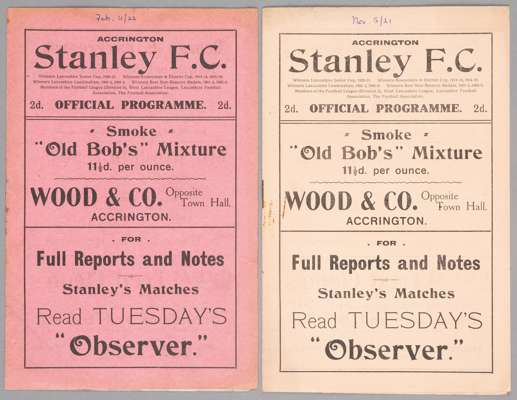 Feb. 11/22
ACCRINGTON
Stanley F.C.
2d. OFFICIAL PROGRAMME. 2d.
Smoke
"Old Bob's" Mixture
11½d. per ounce.
WOOD & CO. Opposite Town Hall.
ACCRINGTON.
FOR
Full Reports and Notes
Stanley's Matches
Read TUESDAY'S
"Observer."
Nov. 5/21
ACCRINGTON
Stanley F.C.
2d. OFFICIAL PROGRAMME. 2d.
Smoke
"Old Bob's" Mixture
11½d. per ounce.
WOOD & CO. Opposite Town Hall.
ACCRINGTON.
FOR
Full Reports and Notes
Stanley's Matches
Read TUESDAY'S
"Observer."